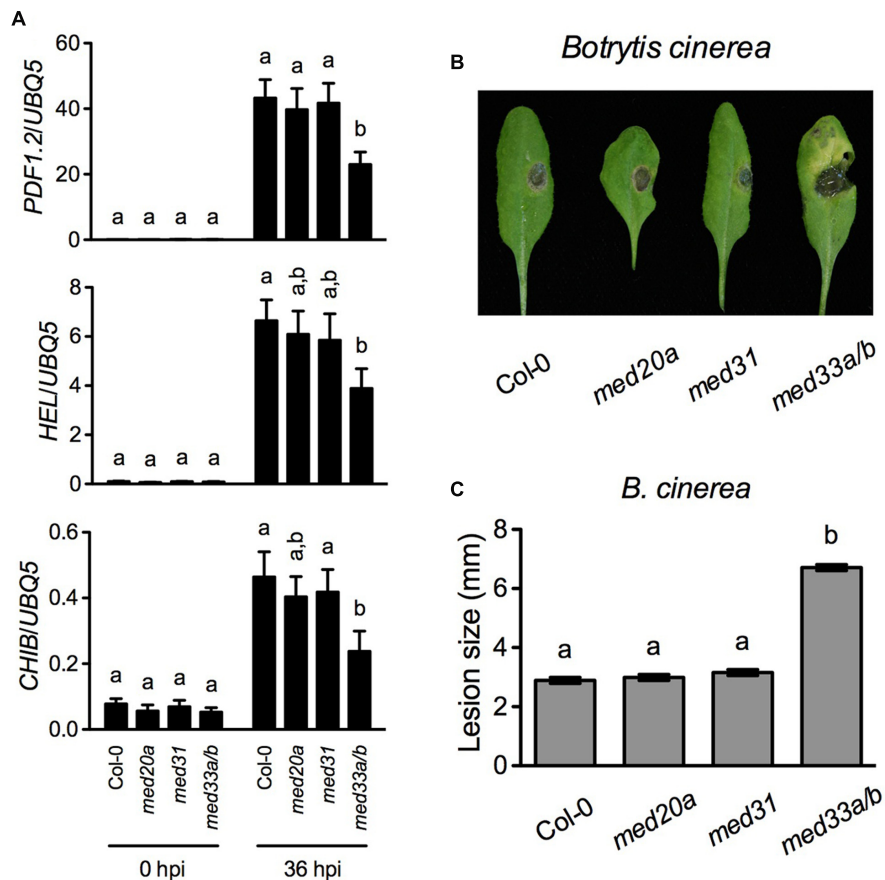 A
PDF1.2/UBQ5
60
40
20
0
a a a a
a a a b
HEL/UBQ5
8
6
4
2
0
a a a a
a a,b a,b b
CHIB/UBQ5
0.6
0.4
0.2
0.0
a a a a
a a,b a b
Col-0 med20a med31 med33a/b
Col-0 med20a med31 med33a/b
0 hpi
36 hpi
B
Botrytis cinerea
Col-0 med20a med31 med33a/b
C
B. cinerea
Lesion size (mm)
8
6
4
2
0
a a a b
Col-0 med20a med31 med33a/b